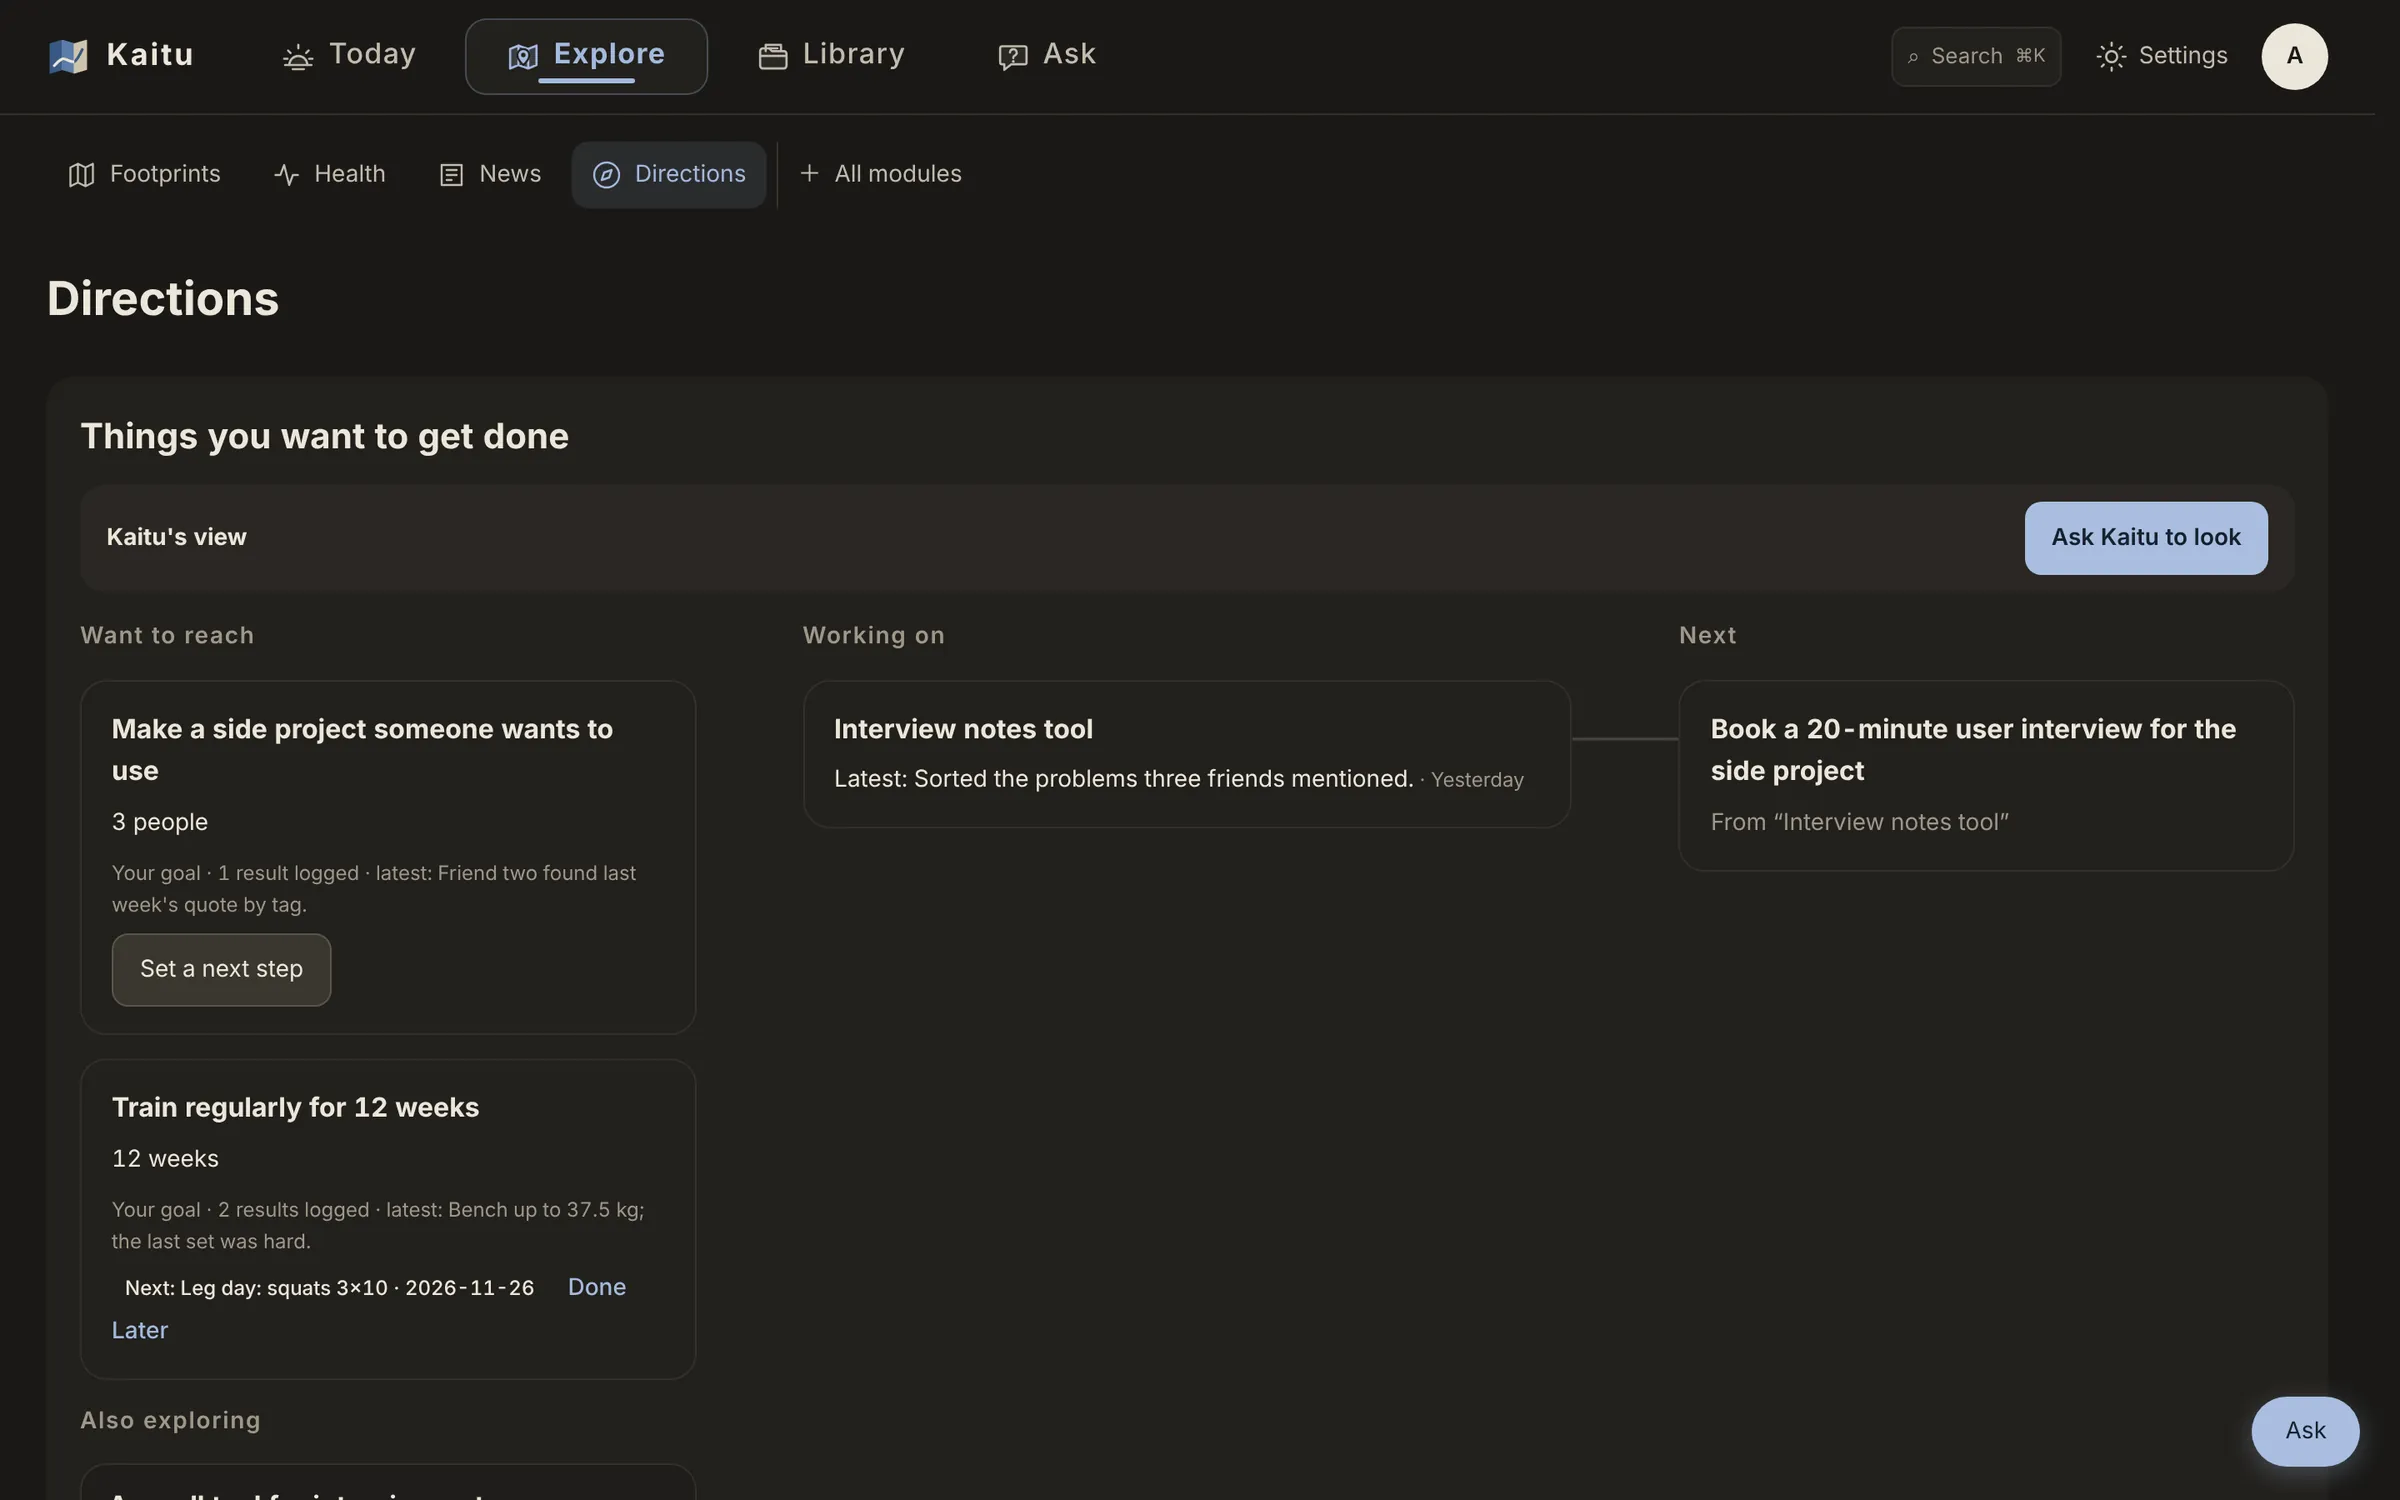 Kaitu
Today
Explore
Library
Ask
Search ⌘K
Settings
A
Footprints
Health
News
Directions
+ All modules
Directions
Things you want to get done
Kaitu's view
Ask Kaitu to look
Want to reach
Make a side project someone wants to
use
3 people
Your goal · 1 result logged · latest: Friend two found last
week's quote by tag.
Set a next step
Train regularly for 12 weeks
12 weeks
Your goal · 2 results logged · latest: Bench up to 37.5 kg;
the last set was hard.
Next: Leg day: squats 3×10 · 2026-11-26 Done
Later
Also exploring
Working on
Interview notes tool
Latest: Sorted the problems three friends mentioned. · Yesterday
Next
Book a 20-minute user interview for the
side project
From “Interview notes tool”
Ask